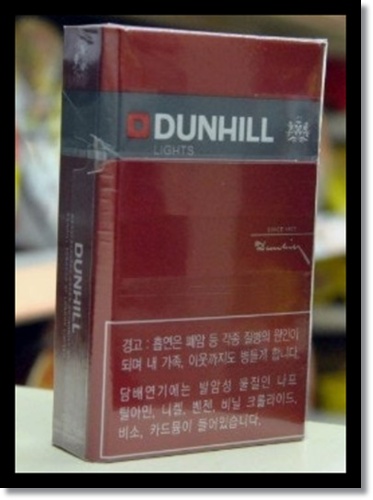 DUNHILL
LIGHTS
SINCE 1907
Dunhill
경고 : 흡연은 폐암 등 각종 질병의 원인이
되며 내 가족, 이웃까지도 병들게 합니다.
담배연기에는 발암성 물질인 나프
틸아민, 니켈, 벤젠, 비닐 크롤라이드,
비소, 카드뮴이 들어있습니다.
DUNHILL